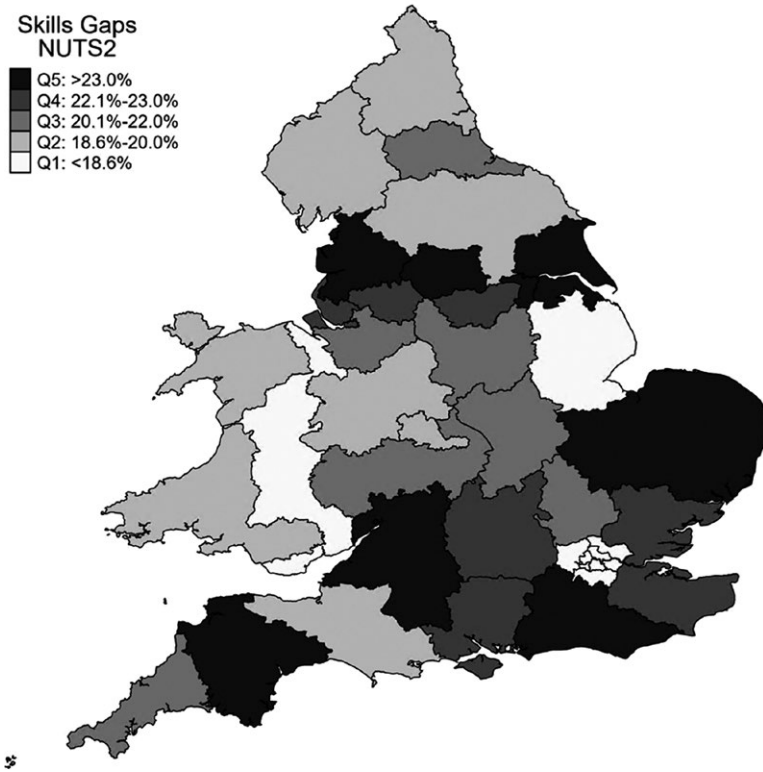 Skills Gaps
NUTS2
Q5: >23.0%
Q4: 22.1%-23.0%
Q3: 20.1%-22.0%
Q2: 18.6%-20.0%
Q1: <18.6%